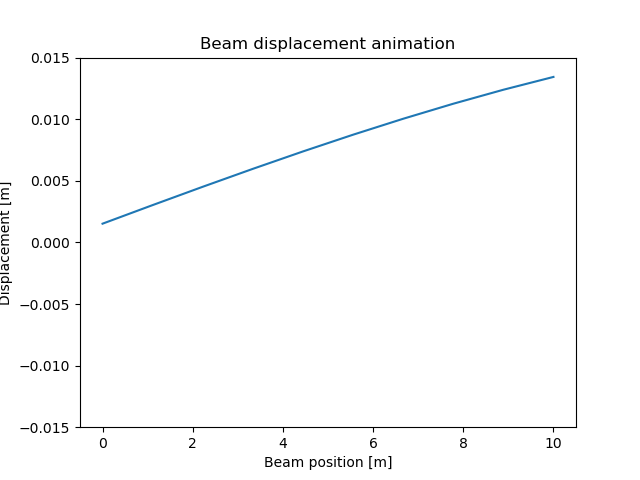 Beam displacement animation
0.015
0.010
0.005
0.000
−0.005
−0.010
−0.015
Displacement [m]
0 2 4 6 8 10
Beam position [m]